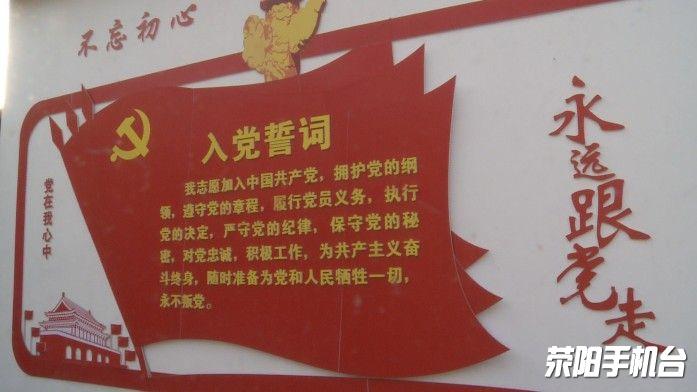 不忘初心
入党誓词
我志愿加入中国共产党，拥护党的纲
领，遵守党的章程，履行党员义务，执行
党的决定，严守党的纪律，保守党的秘
密，对党忠诚，积极工作，为共产主义奋
斗终身，随时准备为党和人民牺牲一切，
永不叛党。
党在我心中
永远跟党走
荥阳手机台